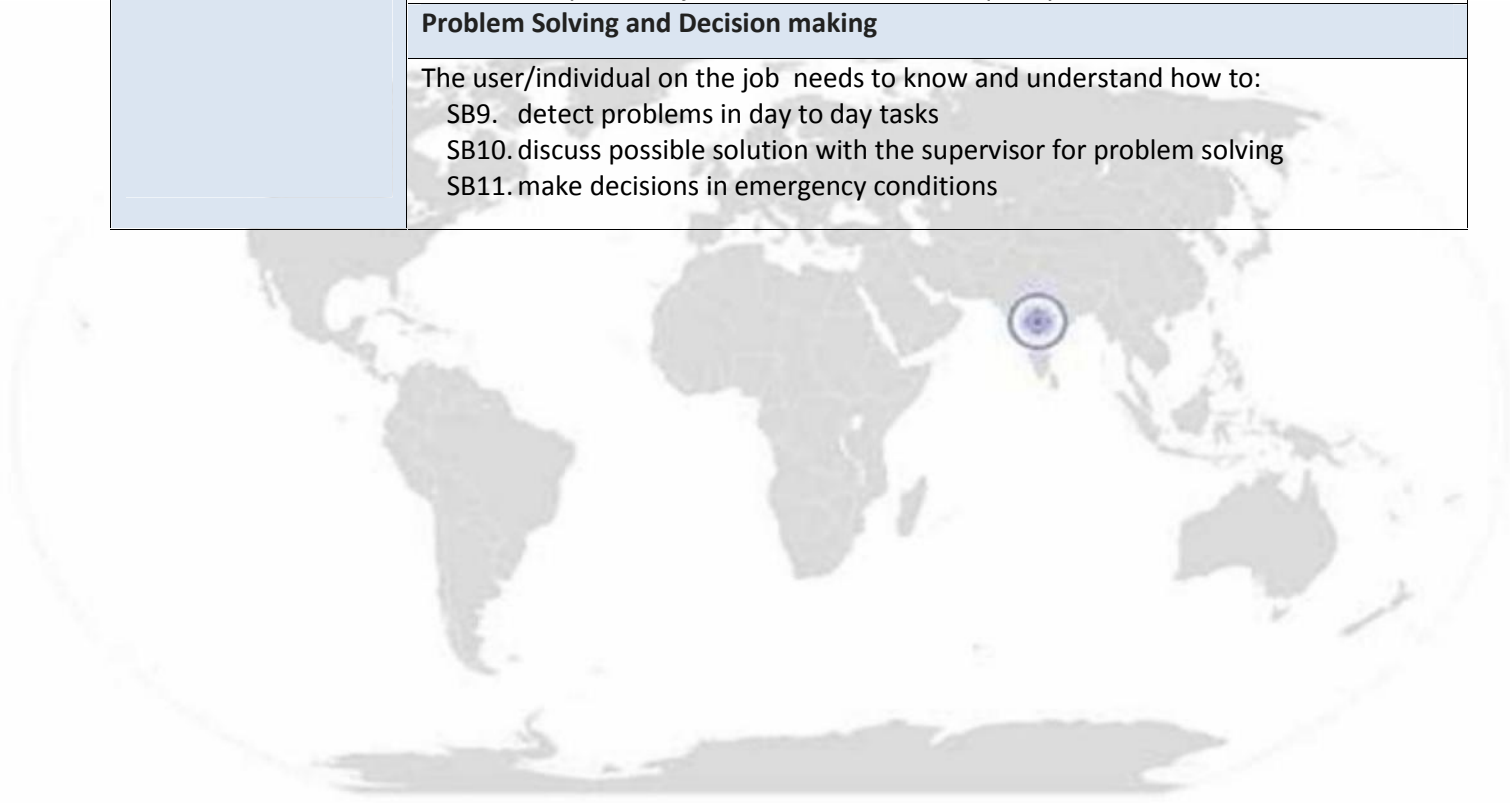 Problem Solving and Decision making
The user/individual on the job needs to know and understand how to:
SB9. detect problems in day to day tasks
SB10. discuss possible solution with the supervisor for problem solving
SB11. make decisions in emergency conditions